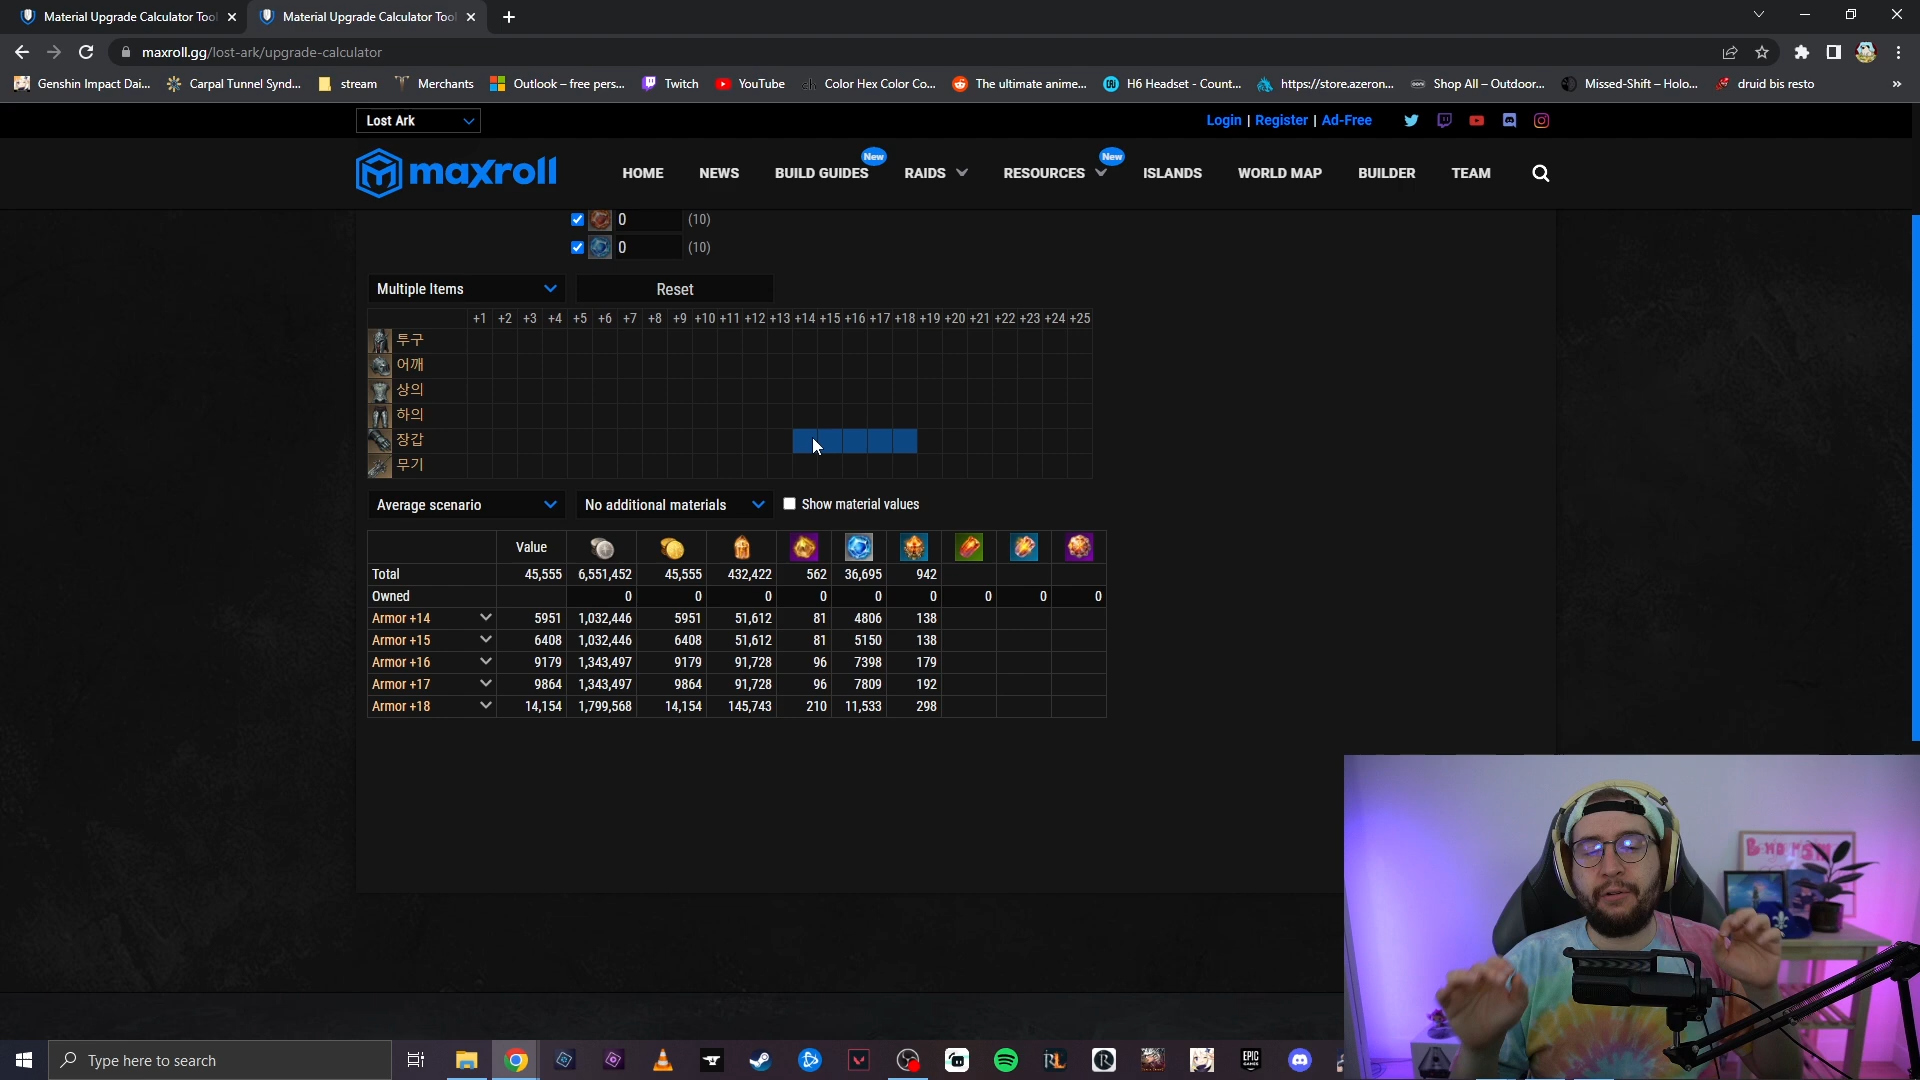 Material Upgrade Calculator Tool
Material Upgrade Calculator Tool
maxroll.gg/lost-ark/upgrade-calculator
Genshin Impact Dai...
Carpal Tunnel Synd...
stream
Merchants
Outlook – free pers...
Twitch
YouTube
Color Hex Color Co...
The ultimate anime...
H6 Headset - Count...
https://store.azeron...
Shop All – Outdoor...
Missed-Shift – Holo...
druid bis resto
Lost Ark
Login | Register | Ad-Free
maxroll
HOME
NEWS
BUILD GUIDES
New
RAIDS
RESOURCES
New
ISLANDS
WORLD MAP
BUILDER
TEAM
0 (10)
0 (10)
Multiple Items
Reset
+1 +2 +3 +4 +5 +6 +7 +8 +9 +10 +11 +12 +13 +14 +15 +16 +17 +18 +19 +20 +21 +22 +23 +24 +25
투구
어깨
상의
하의
장갑
무기
Average scenario
No additional materials
Show material values
Value
Total 45,555 6,551,452 45,555 432,422 562 36,695 942
Owned 0 0 0 0 0 0 0 0 0
Armor +14 5951 1,032,446 5951 51,612 81 4806 138
Armor +15 6408 1,032,446 6408 51,612 81 5150 138
Armor +16 9179 1,343,497 9179 91,728 96 7398 179
Armor +17 9864 1,343,497 9864 91,728 96 7809 192
Armor +18 14,154 1,799,568 14,154 145,743 210 11,533 298
Type here to search